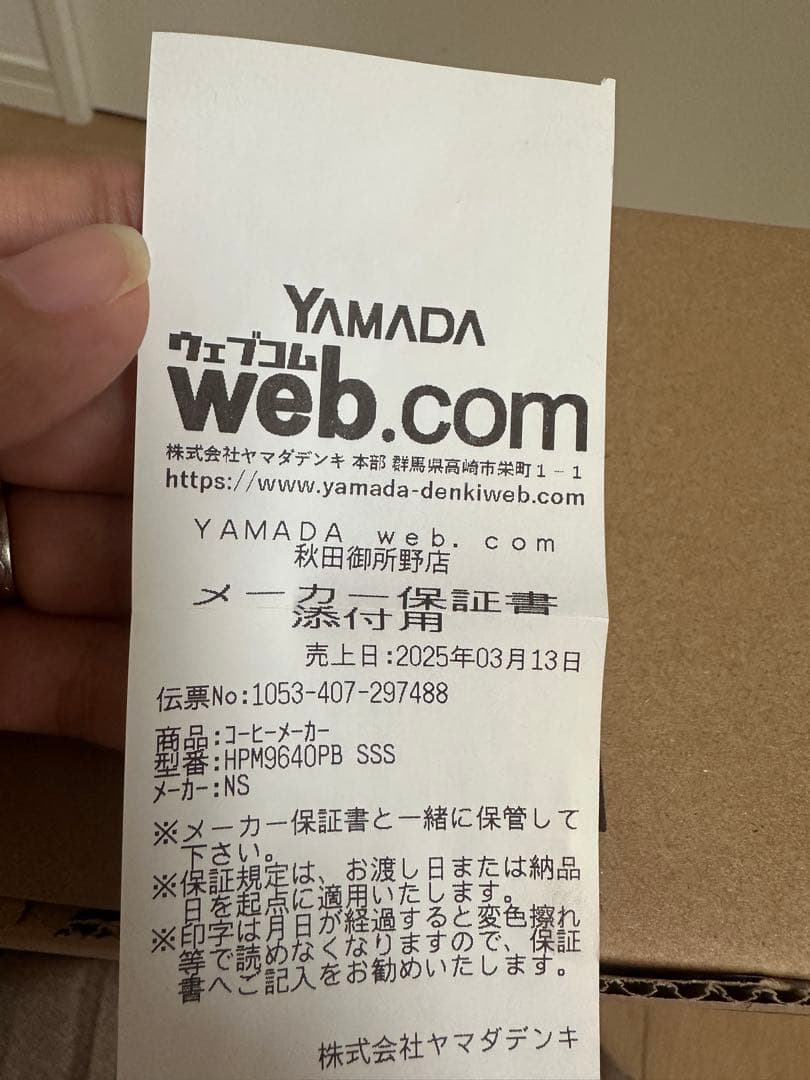 YAMADA
ウェブコム
web.com
株式会社ヤマダデンキ 本部 群馬県高崎市栄町1-1
https://www.yamada-denkiweb.com
YAMADA web.com
秋田御所野店
メーカー保証書
添付用
売上日:2025年03月13日
伝票No:1053-407-297488
商品:コーヒーメーカー
型番:HPM9640PB SSS
メーカー:NS
※メーカー保証書と一緒に保管して
下さい。
※保証規定は、お渡し日または納品
日を起点に適用いたします。
※印字は月日が経過すると変色擦れ
等で読めなくなりますので、保証
書へご記入をお勧めいたします。
株式会社ヤマダデンキ